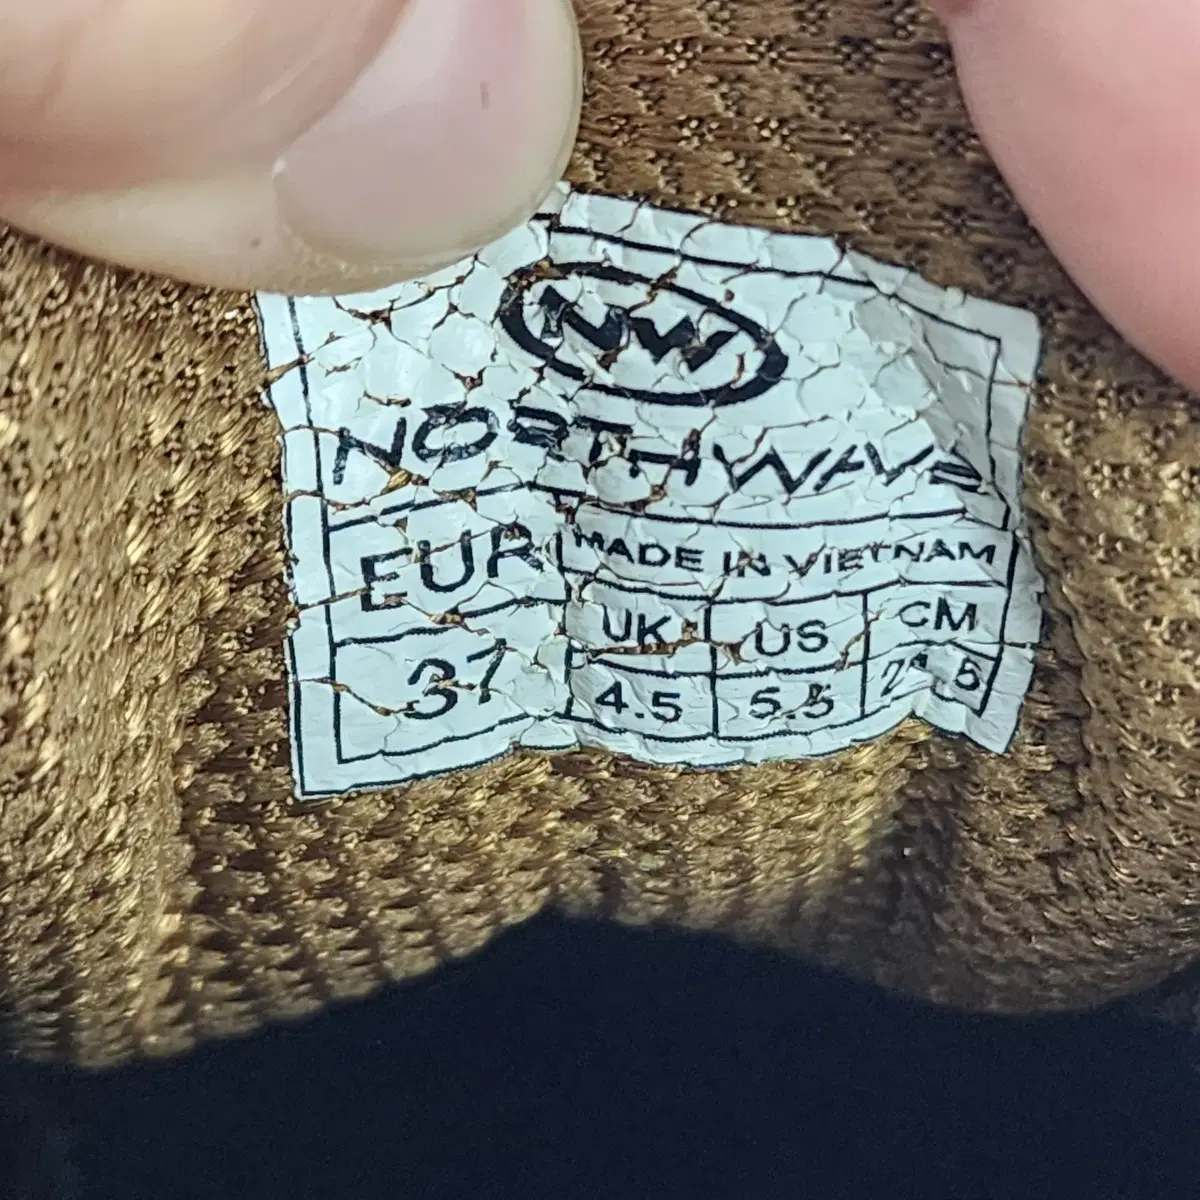 NW
NORTHWAVE
EUR MADE IN VIETNAM
UK US CM
37 4.5 5.5